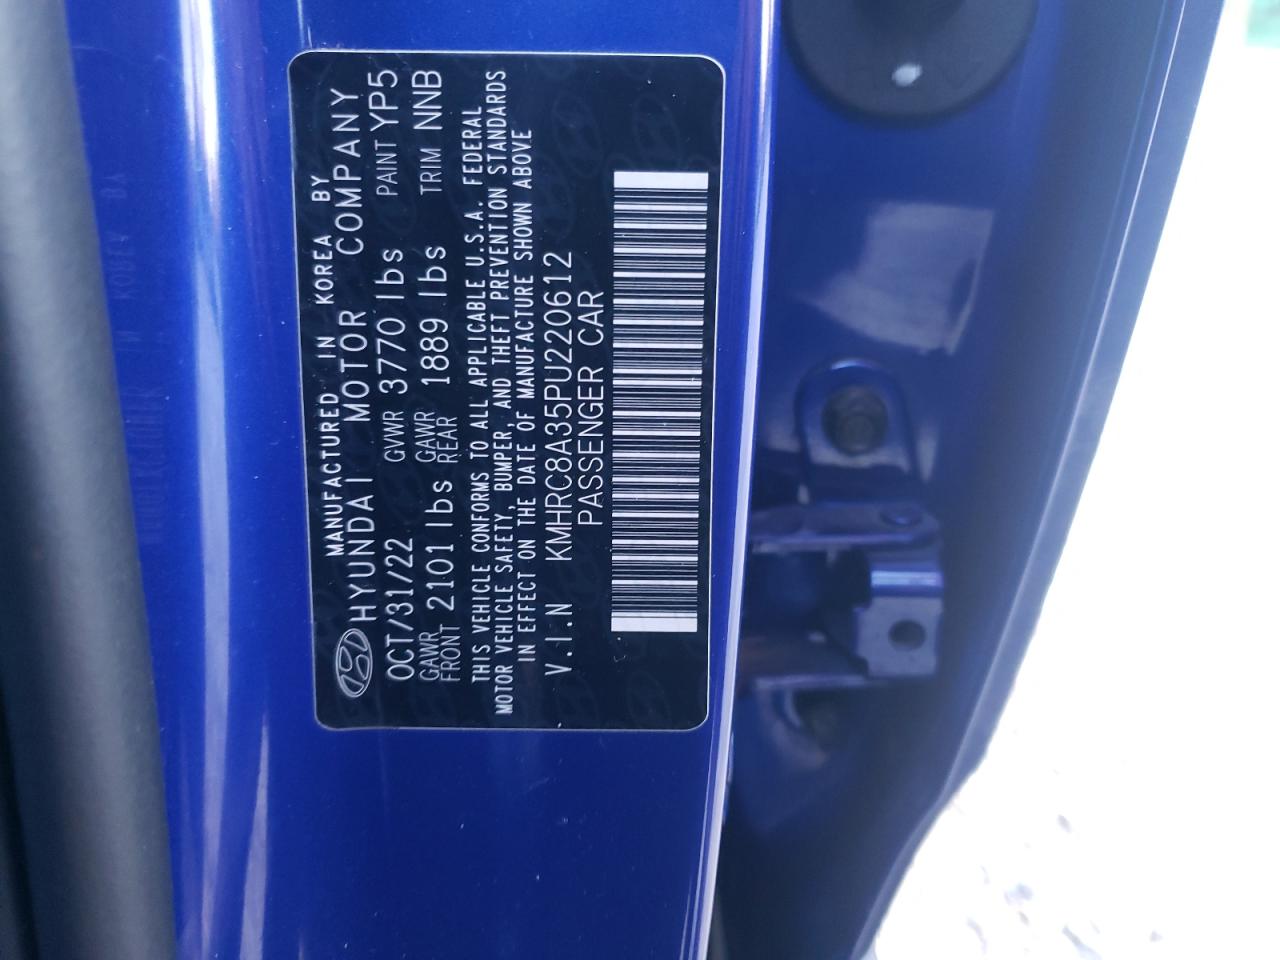 MANUFACTURED IN KOREA BY
HYUNDAI MOTOR COMPANY
OCT/31/22 GVWR 3770 lbs PAINT YP5
GAWR FRONT 2101 lbs GAWR REAR 1889 lbs TRIM NNB
THIS VEHICLE CONFORMS TO ALL APPLICABLE U.S.A. FEDERAL
MOTOR VEHICLE SAFETY, BUMPER, AND THEFT PREVENTION STANDARDS
IN EFFECT ON THE DATE OF MANUFACTURE SHOWN ABOVE
V.I.N KMHRC8A35PU220612
PASSENGER CAR